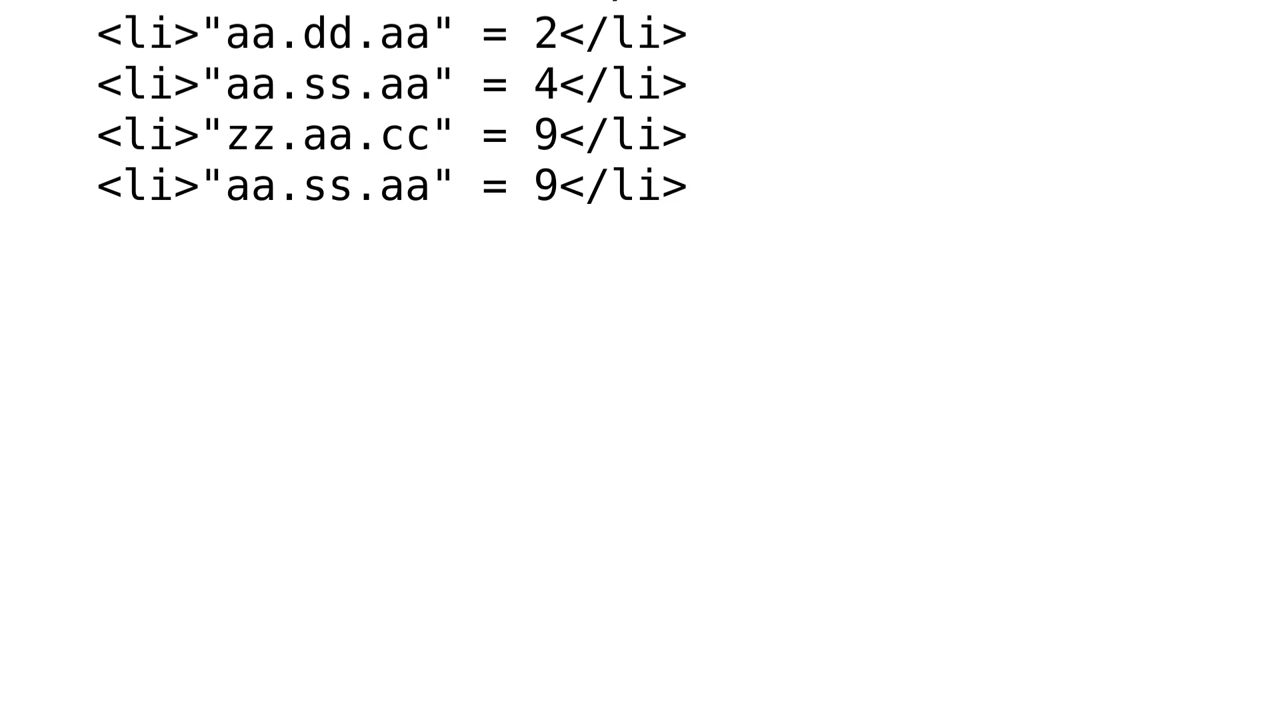 <li>"aa.dd.aa" = 2</li>
<li>"aa.ss.aa" = 4</li>
<li>"zz.aa.cc" = 9</li>
<li>"aa.ss.aa" = 9</li>